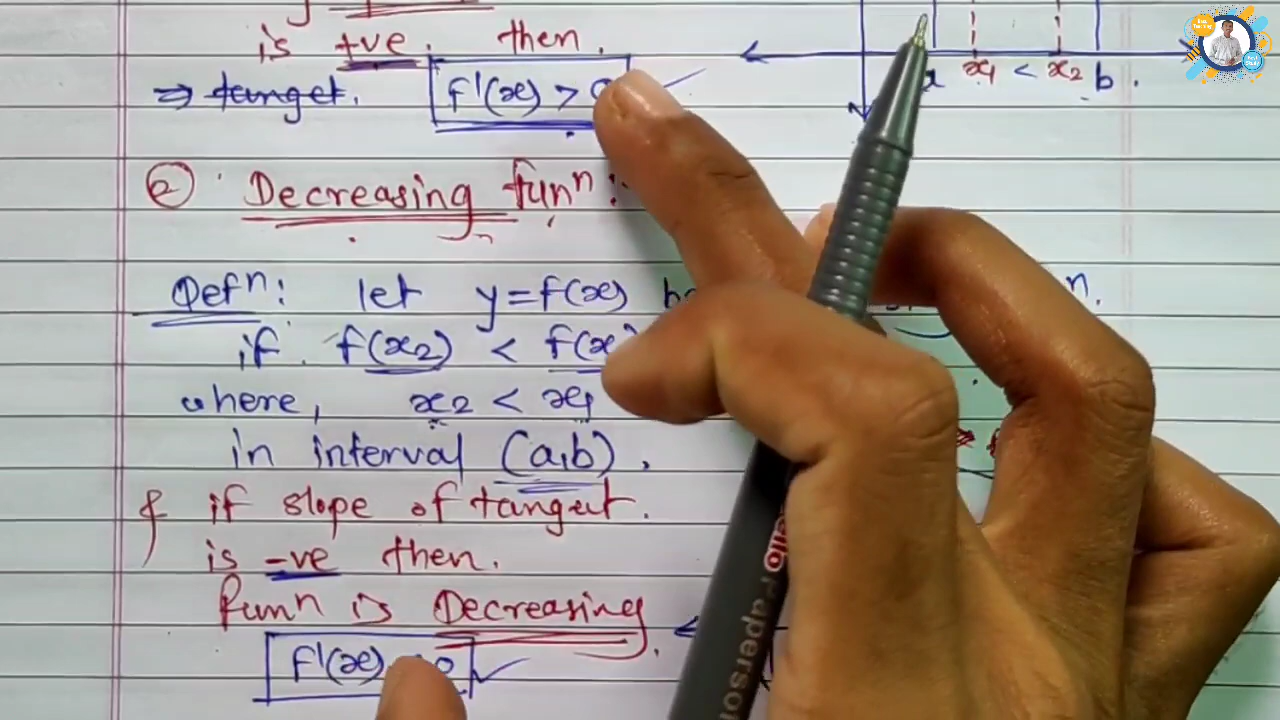 is +ve. then.
⇒ tanget. f'(x) >
x1 < x2 b.
② Decreasing funⁿ:
Defⁿ: let y=f(x)
if f(x2) < f(x
where, x2 < x1
in interval (a,b).
& if slope of tangent.
is -ve then.
funⁿ is Decreasing.
f'(x)